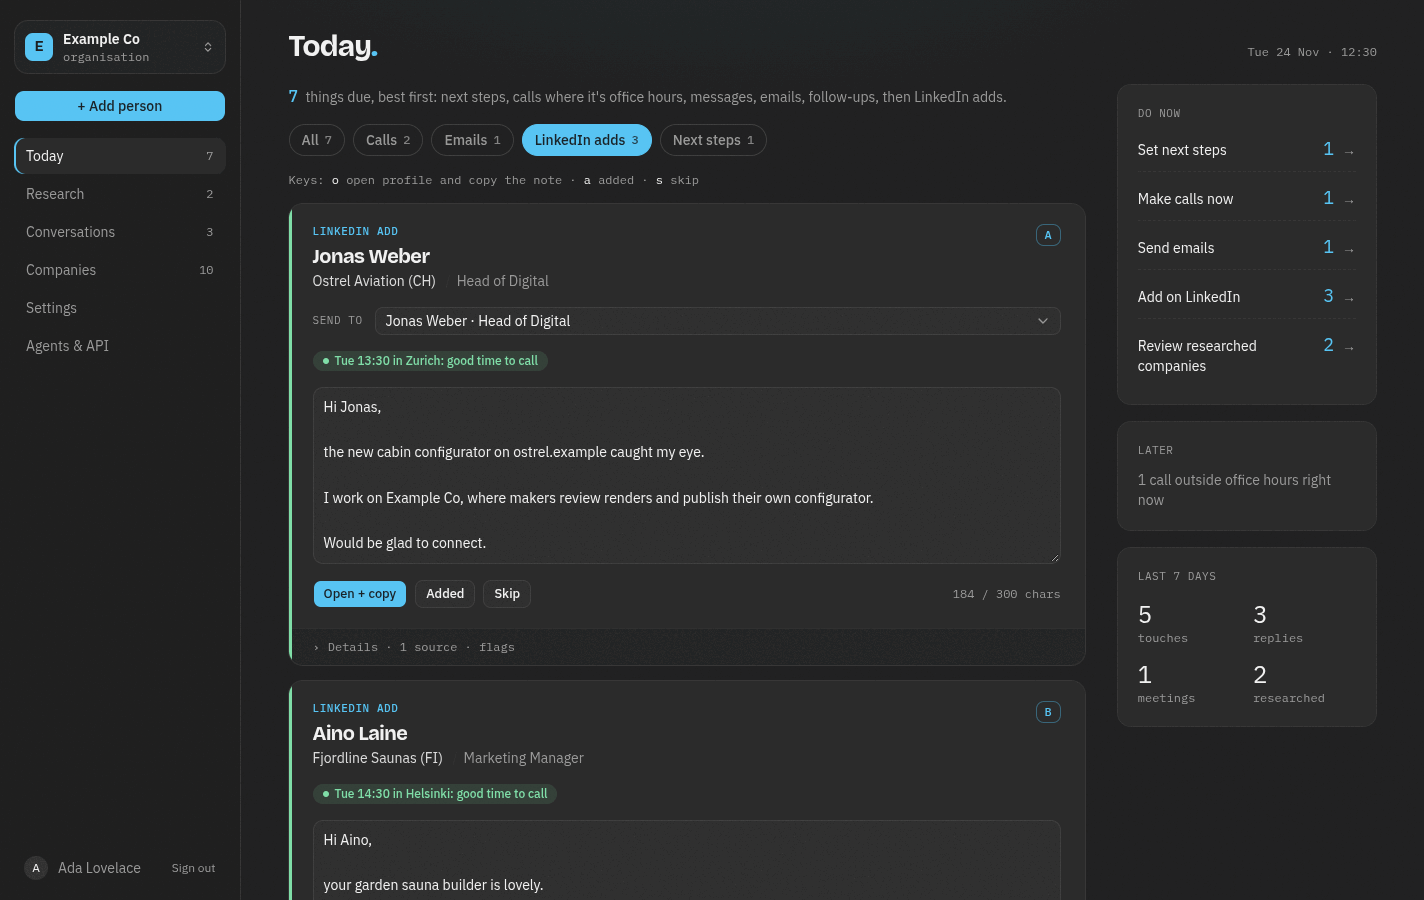 E
Example Co
organisation
+ Add person
Today 7
Research 2
Conversations 3
Companies 10
Settings
Agents & API
A Ada Lovelace Sign out
Today.
Tue 24 Nov · 12:30
7 things due, best first: next steps, calls where it's office hours, messages, emails, follow-ups, then LinkedIn adds.
All 7 Calls 2 Emails 1 LinkedIn adds 3 Next steps 1
Keys: o open profile and copy the note · a added · s skip
LINKEDIN ADD
A
Jonas Weber
Ostrel Aviation (CH) Head of Digital
SEND TO Jonas Weber · Head of Digital
Tue 13:30 in Zurich: good time to call
Hi Jonas,
the new cabin configurator on ostrel.example caught my eye.
I work on Example Co, where makers review renders and publish their own configurator.
Would be glad to connect.
Open + copy Added Skip 184 / 300 chars
› Details · 1 source · flags
LINKEDIN ADD
B
Aino Laine
Fjordline Saunas (FI) Marketing Manager
Tue 14:30 in Helsinki: good time to call
Hi Aino,
your garden sauna builder is lovely.
DO NOW
Set next steps 1 →
Make calls now 1 →
Send emails 1 →
Add on LinkedIn 3 →
Review researched 2 →
companies
LATER
1 call outside office hours right
now
LAST 7 DAYS
5 3
touches replies
1 2
meetings researched